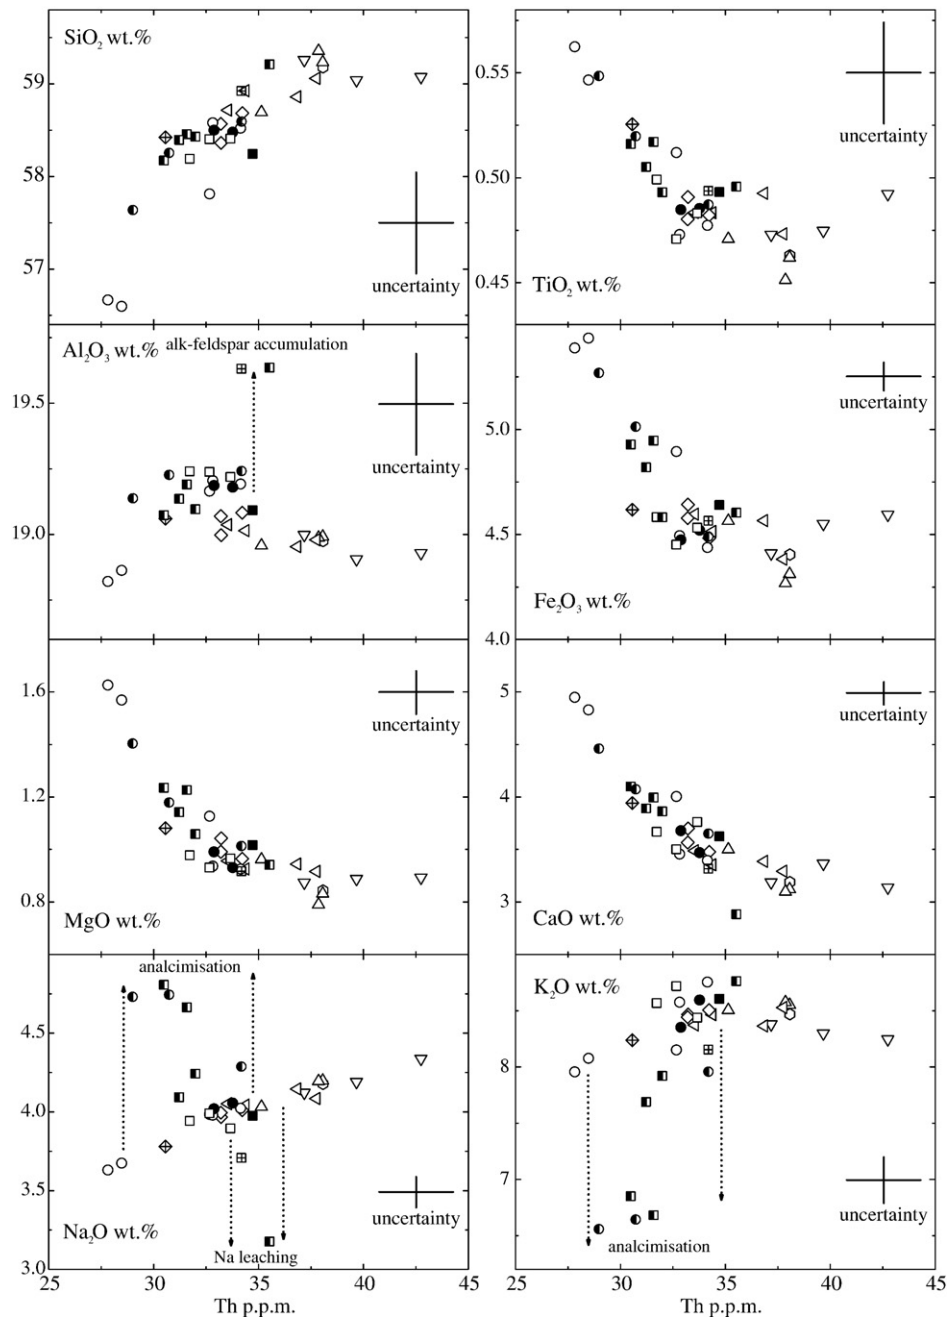 SiO2 wt.%
59
58
57
uncertainty
0.55
0.50
0.45
uncertainty
TiO2 wt.%
Al2O3 wt.%
alk-feldspar accumulation
19.5
19.0
uncertainty
5.0
4.5
4.0
uncertainty
Fe2O3 wt.%
1.6
1.2
0.8
uncertainty
MgO wt.%
5
4
3
uncertainty
CaO wt.%
analcimisation
4.5
4.0
3.5
3.0
uncertainty
Na2O wt.%
Na leaching
25 30 35 40 45
Th p.p.m.
K2O wt.%
8
7
uncertainty
analcimisation
25 30 35 40 45
Th p.p.m.